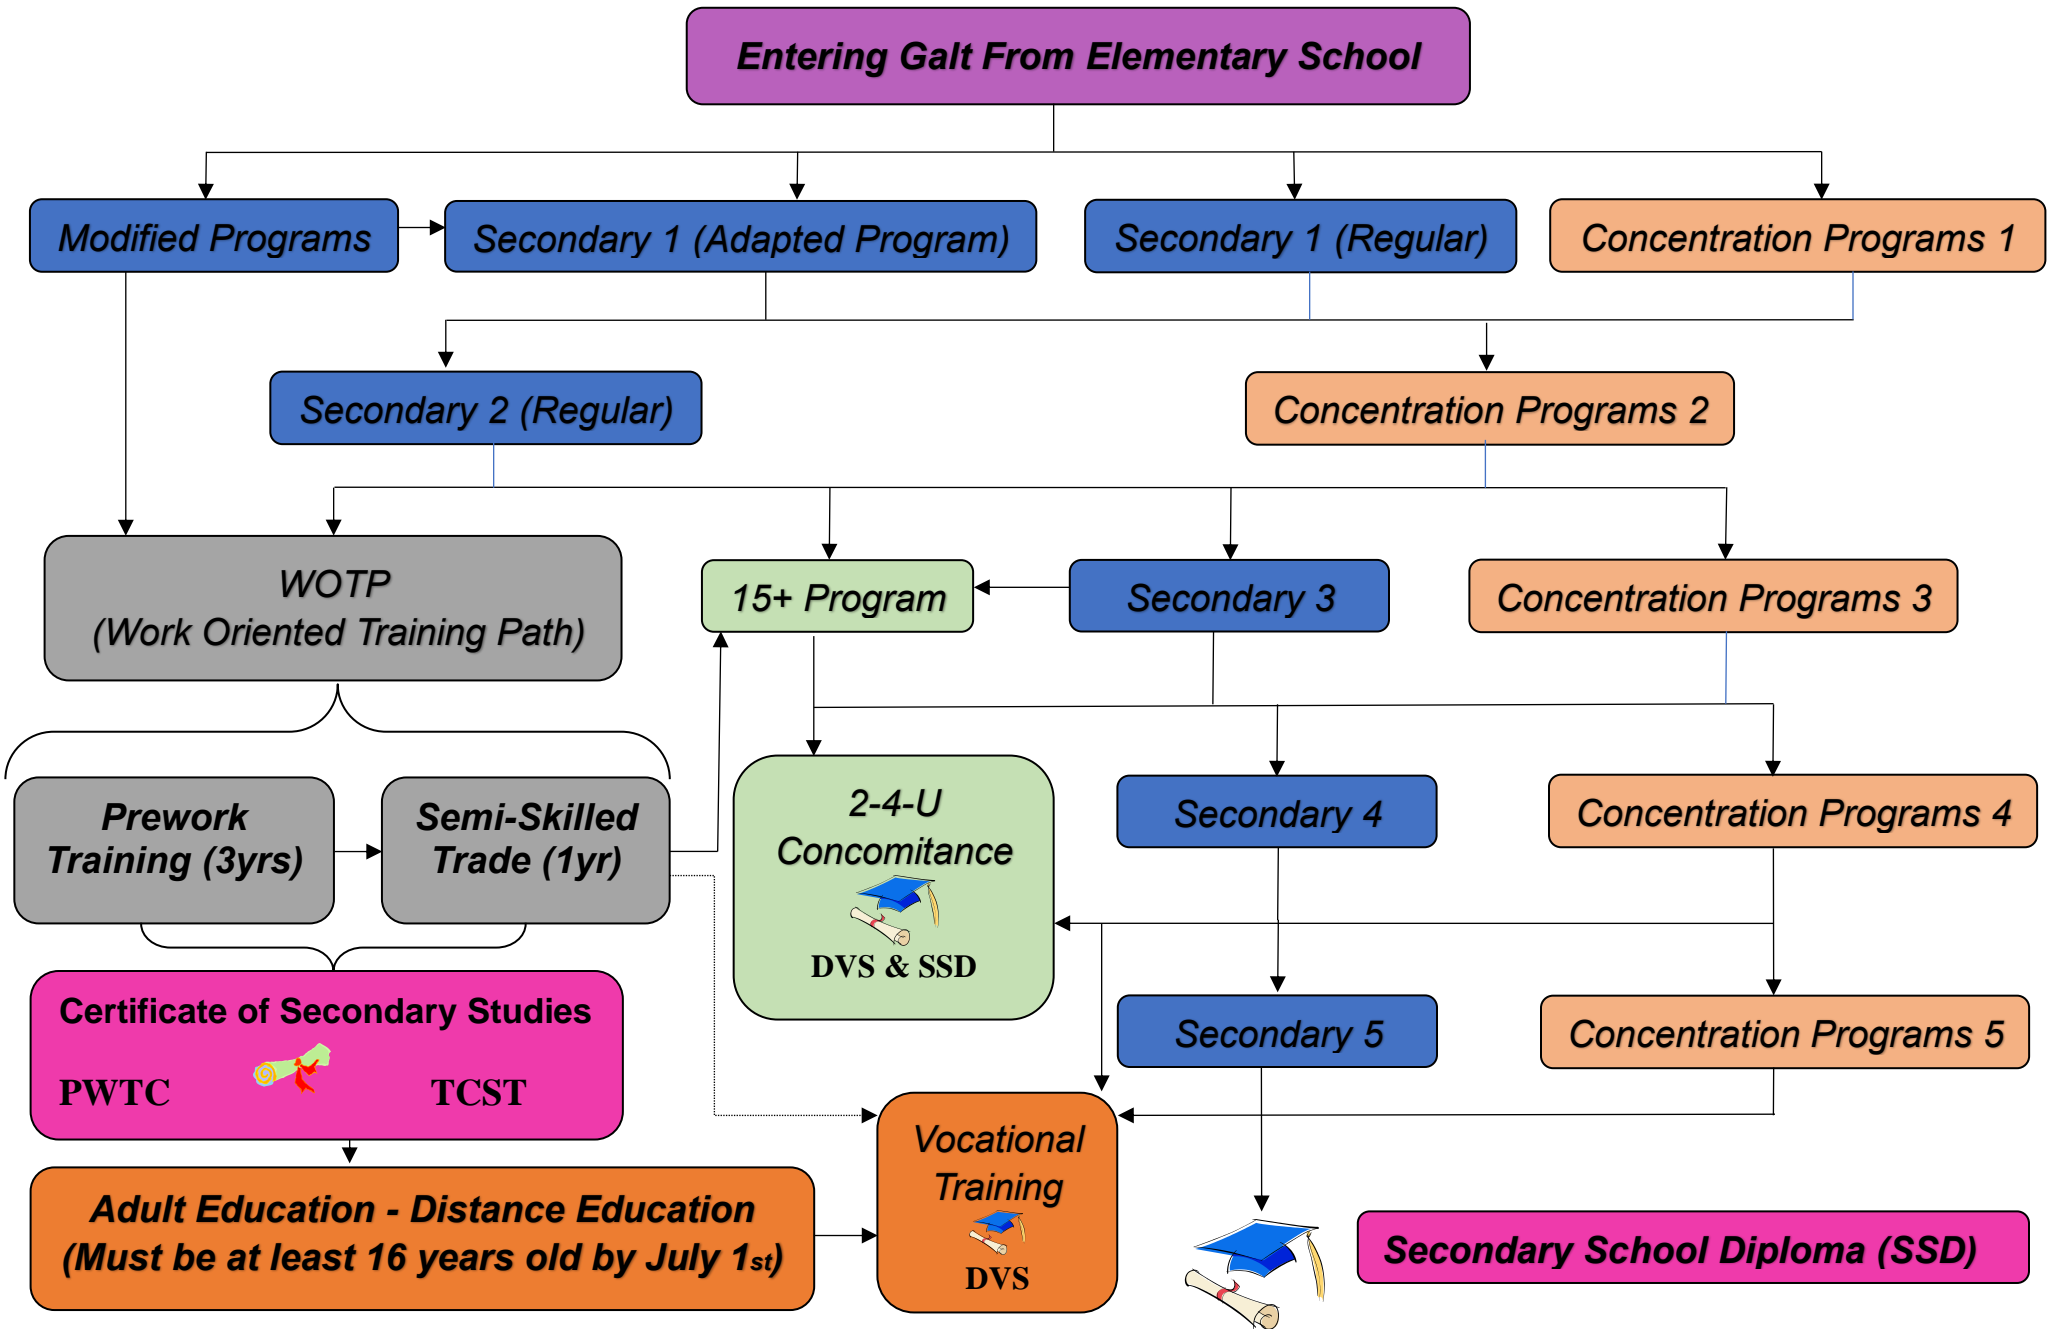 Entering Galt From Elementary School
Modified Programs
Secondary 1 (Adapted Program)
Secondary 1 (Regular)
Concentration Programs 1
Secondary 2 (Regular)
Concentration Programs 2
WOTP
(Work Oriented Training Path)
15+ Program
Secondary 3
Concentration Programs 3
Prework
Training (3yrs)
Semi-Skilled
Trade (1yr)
2-4-U
Concomitance
DVS & SSD
Secondary 4
Concentration Programs 4
Certificate of Secondary Studies
PWTC
TCST
Secondary 5
Concentration Programs 5
Adult Education - Distance Education
(Must be at least 16 years old by July 1st)
Vocational
Training
DVS
Secondary School Diploma (SSD)